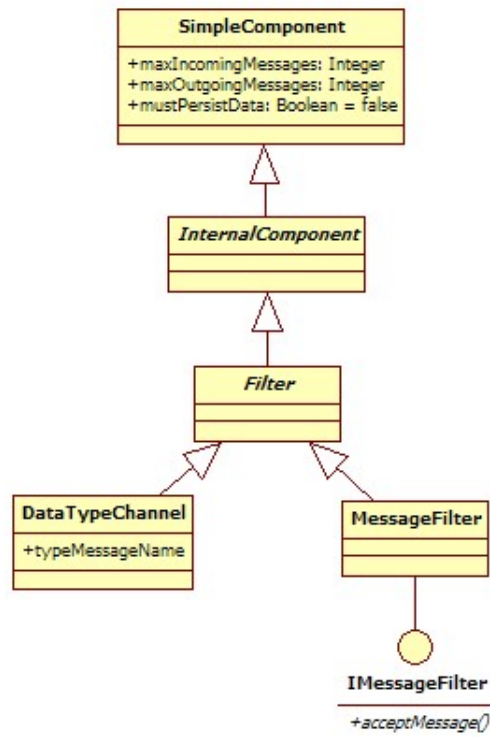 SimpleComponent
+maxIncomingMessages: Integer
+maxOutgoingMessages: Integer
+mustPersistData: Boolean = false
InternalComponent
Filter
DataTypeChannel
+typeMessageName
MessageFilter
IMessageFilter
+acceptMessage()